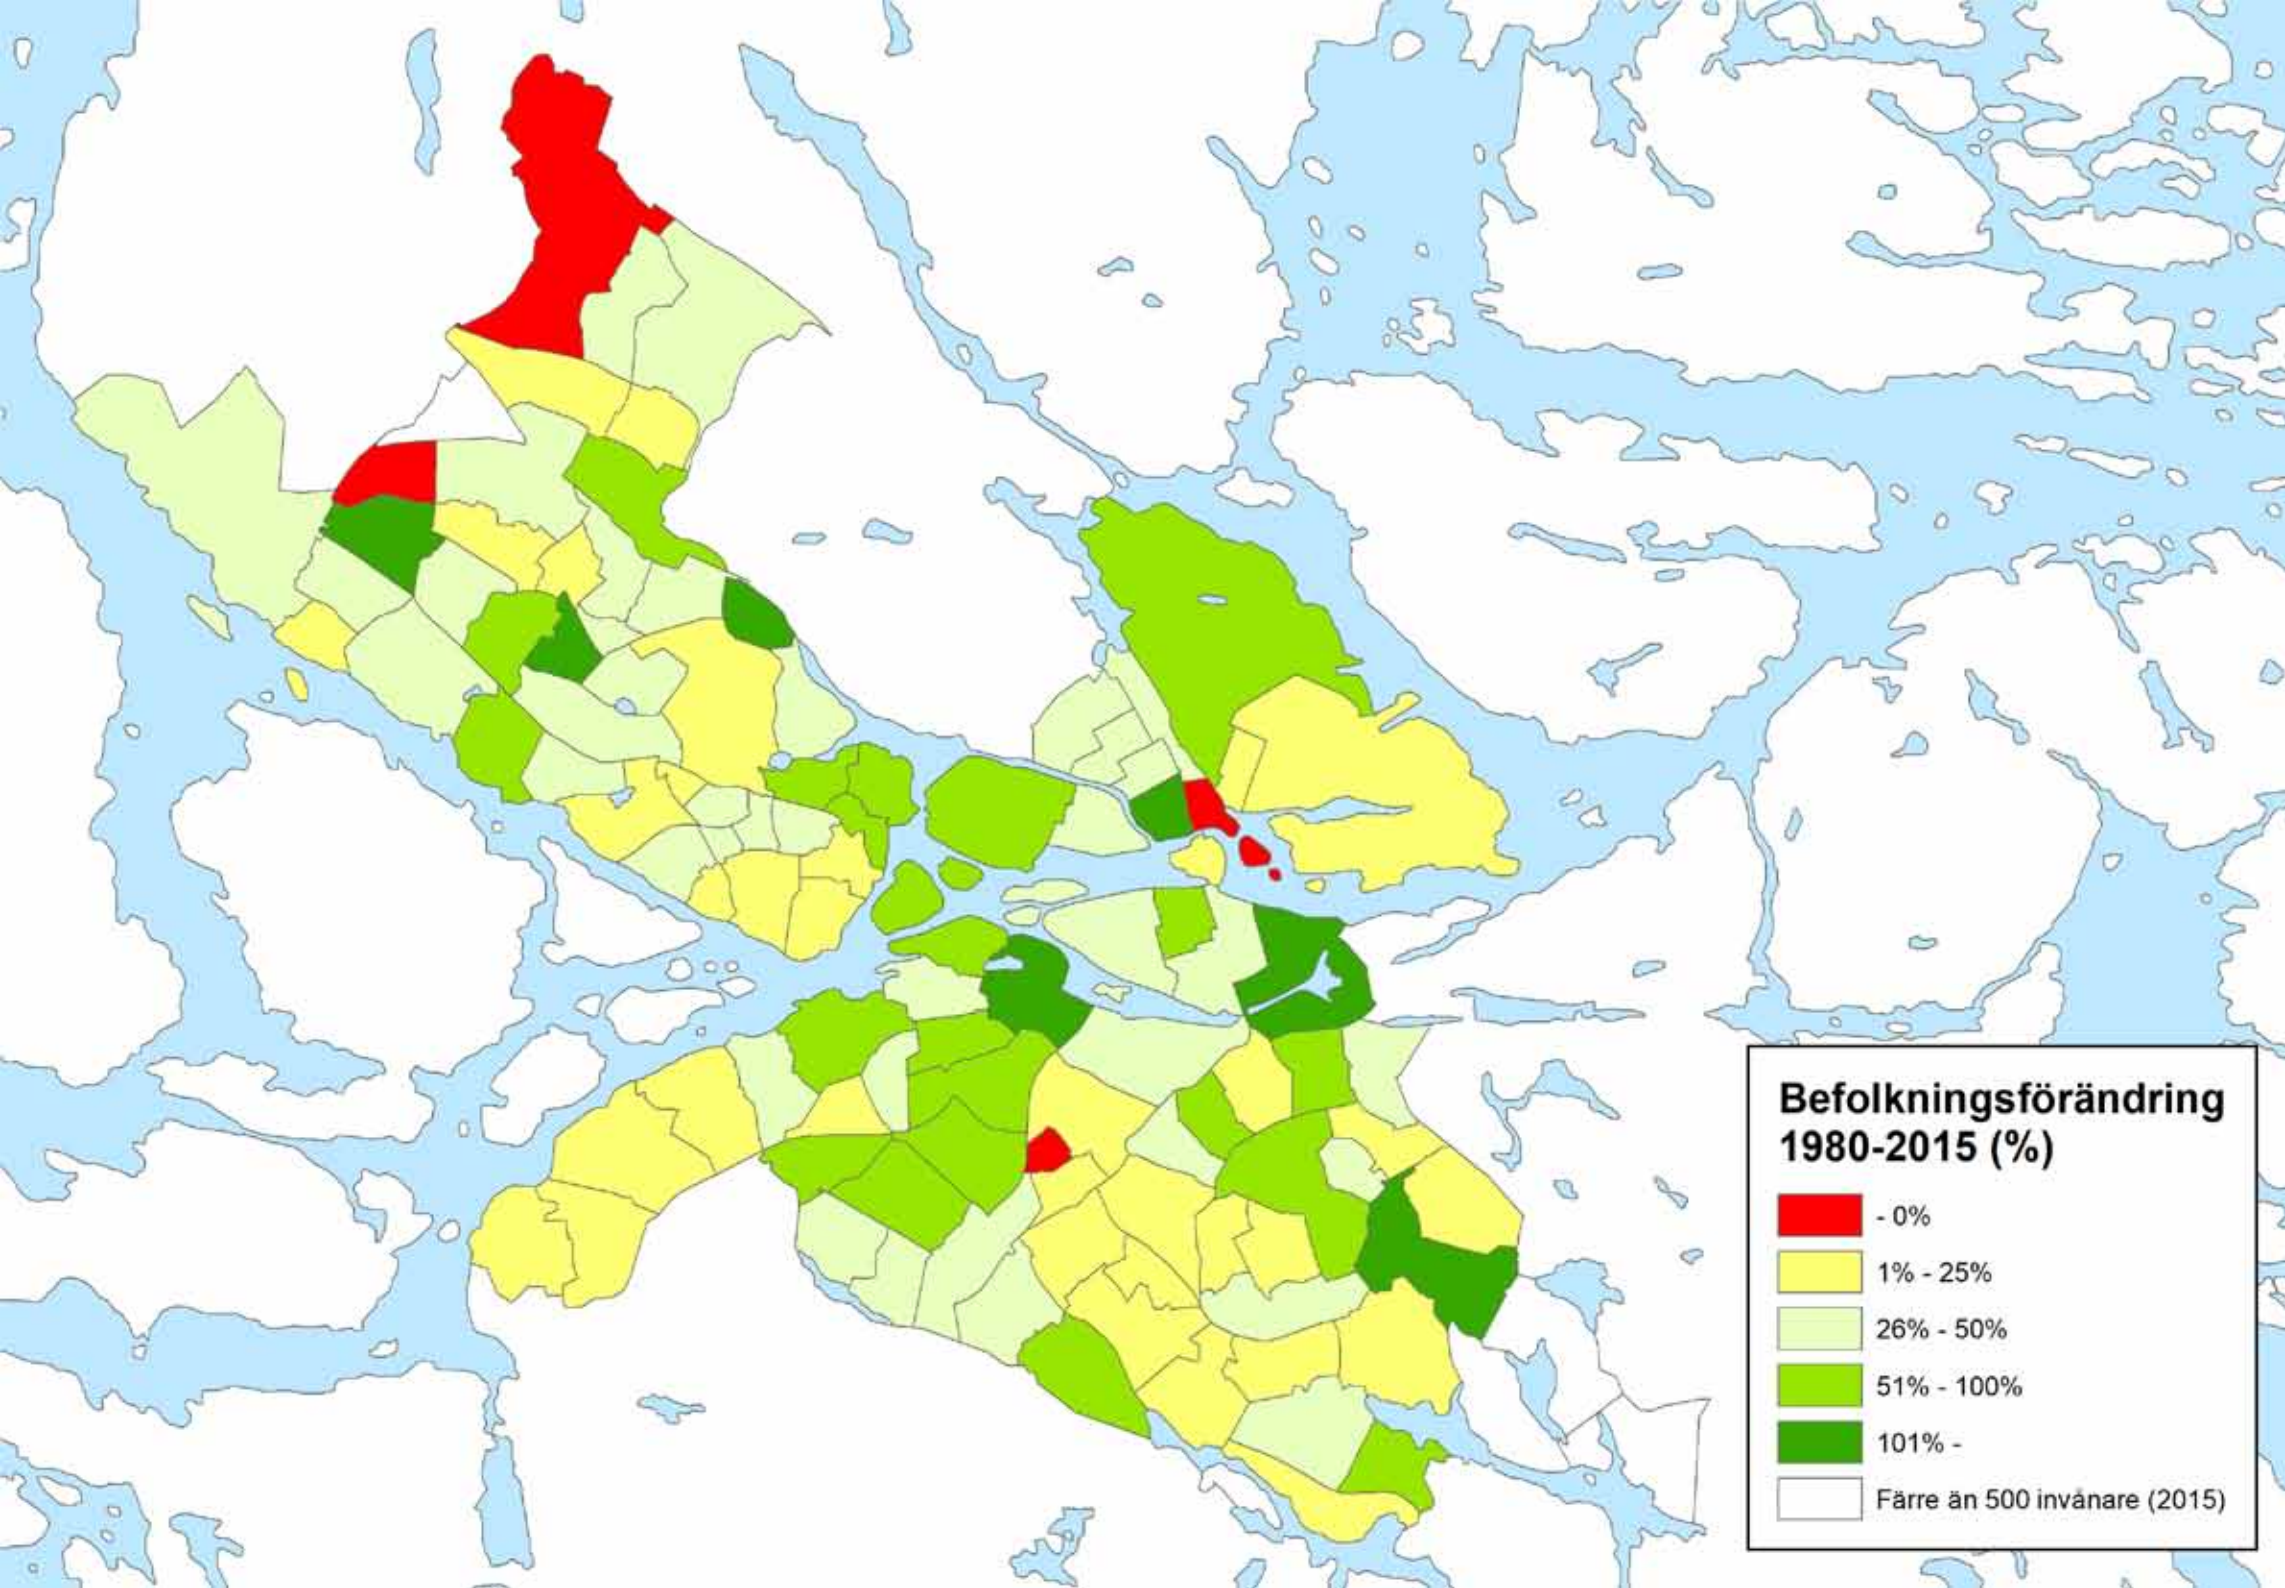 Befolkningsförändring
1980-2015 (%)
- 0%
1% - 25%
26% - 50%
51% - 100%
101% -
Färre än 500 invånare (2015)